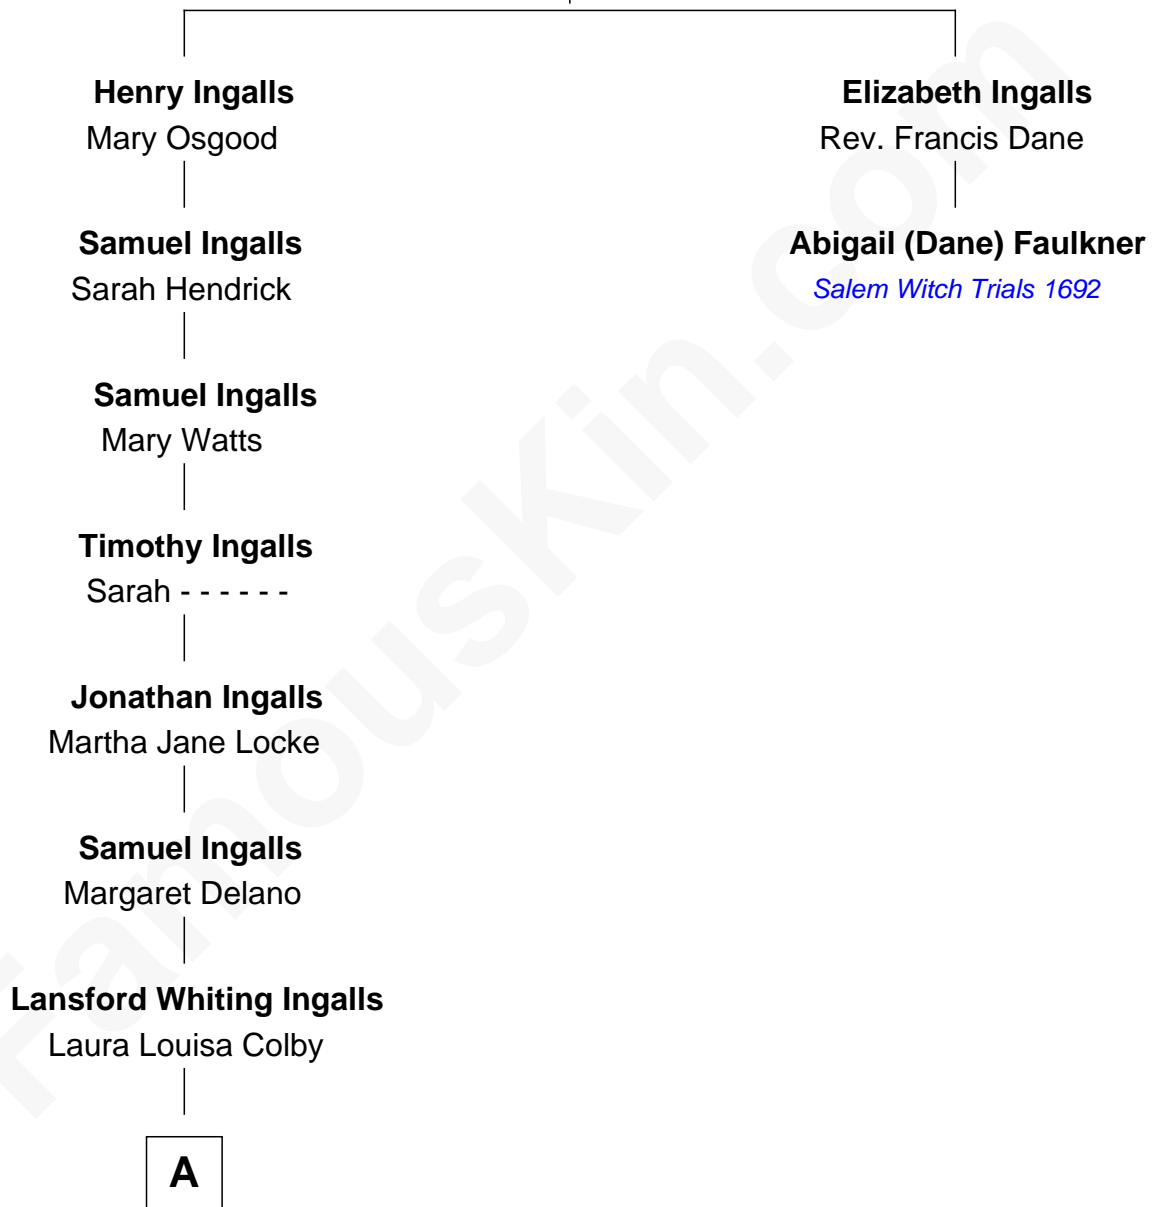 Henry Ingalls
Mary Osgood
Elizabeth Ingalls
Rev. Francis Dane
Samuel Ingalls
Sarah Hendrick
Abigail (Dane) Faulkner
Salem Witch Trials 1692
Samuel Ingalls
Mary Watts
Timothy Ingalls
Sarah - - - - - -
Jonathan Ingalls
Martha Jane Locke
Samuel Ingalls
Margaret Delano
Lansford Whiting Ingalls
Laura Louisa Colby
A
FamousKin.com